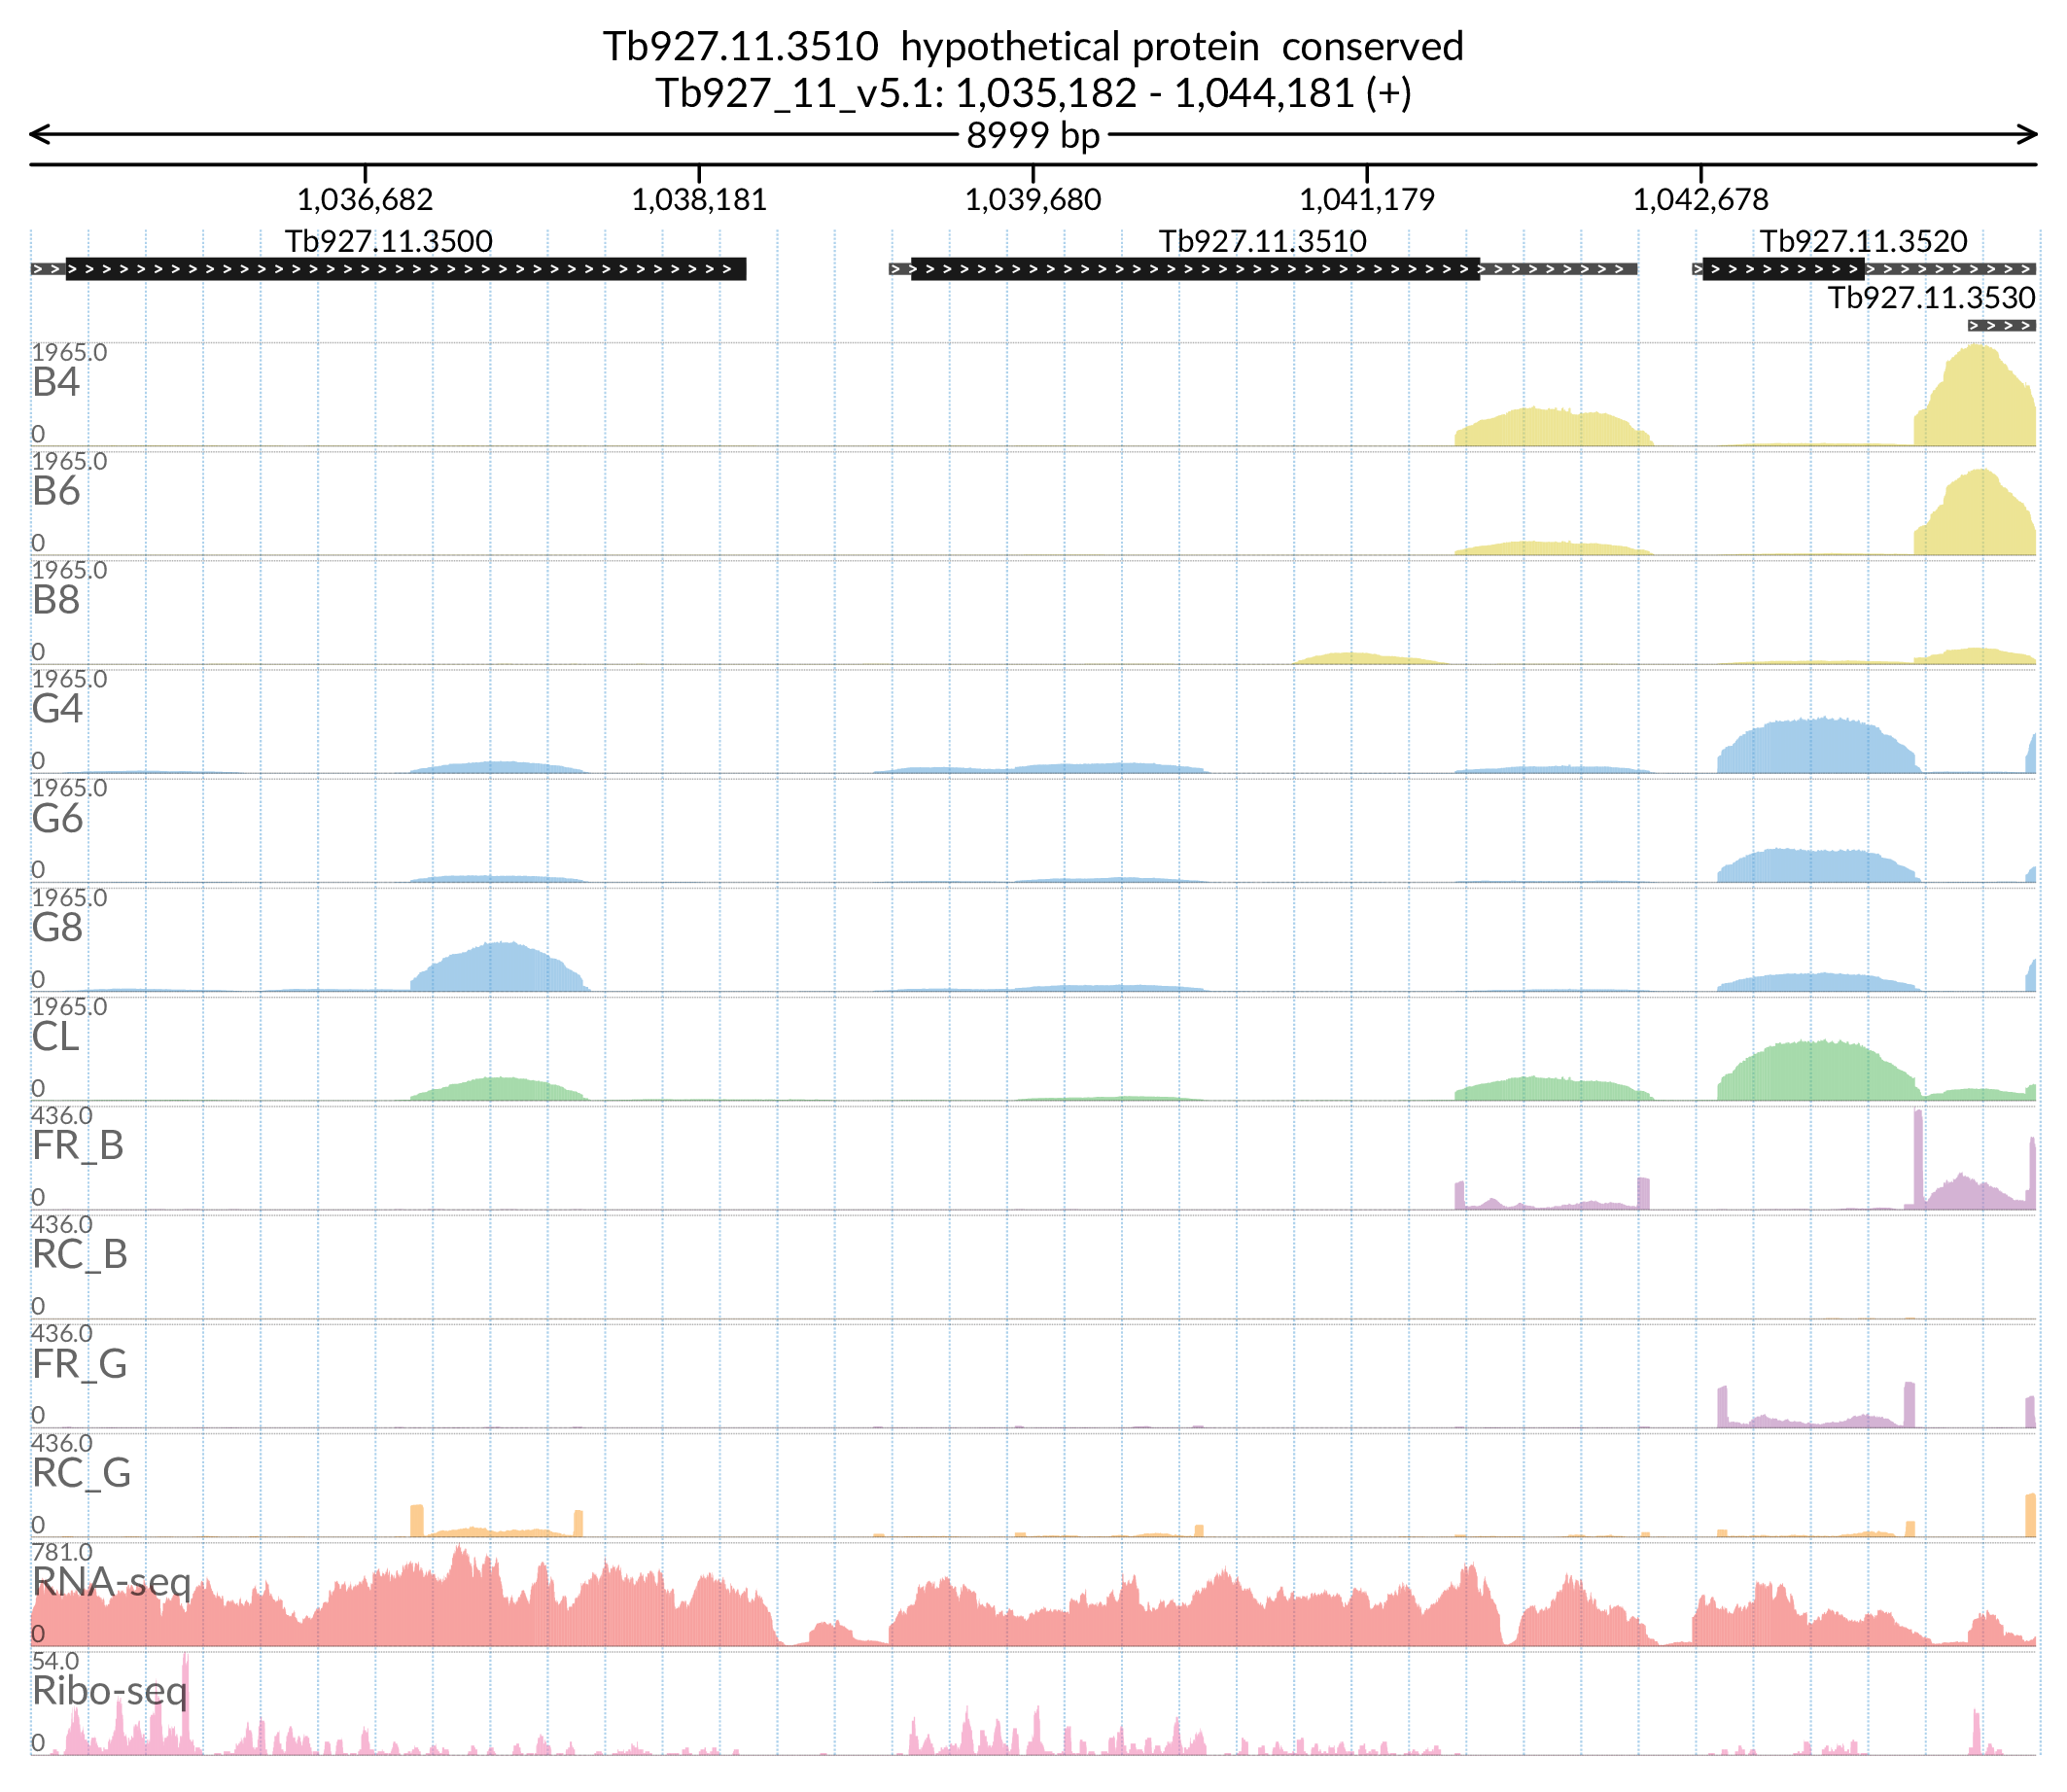 Tb927.11.3510 hypothetical protein conserved
Tb927_11_v5.1: 1,035,182 - 1,044,181 (+)
8999 bp
1,036,682 1,038,181 1,039,680 1,041,179 1,042,678
Tb927.11.3500 Tb927.11.3510 Tb927.11.3520
Tb927.11.3530
1965.0
B4
0
1965.0
B6
0
1965.0
B8
0
1965.0
G4
0
1965.0
G6
0
1965.0
G8
0
1965.0
CL
0
436.0
FR_B
0
436.0
RC_B
0
436.0
FR_G
0
436.0
RC_G
0
781.0
RNA-seq
0
54.0
Ribo-seq
0